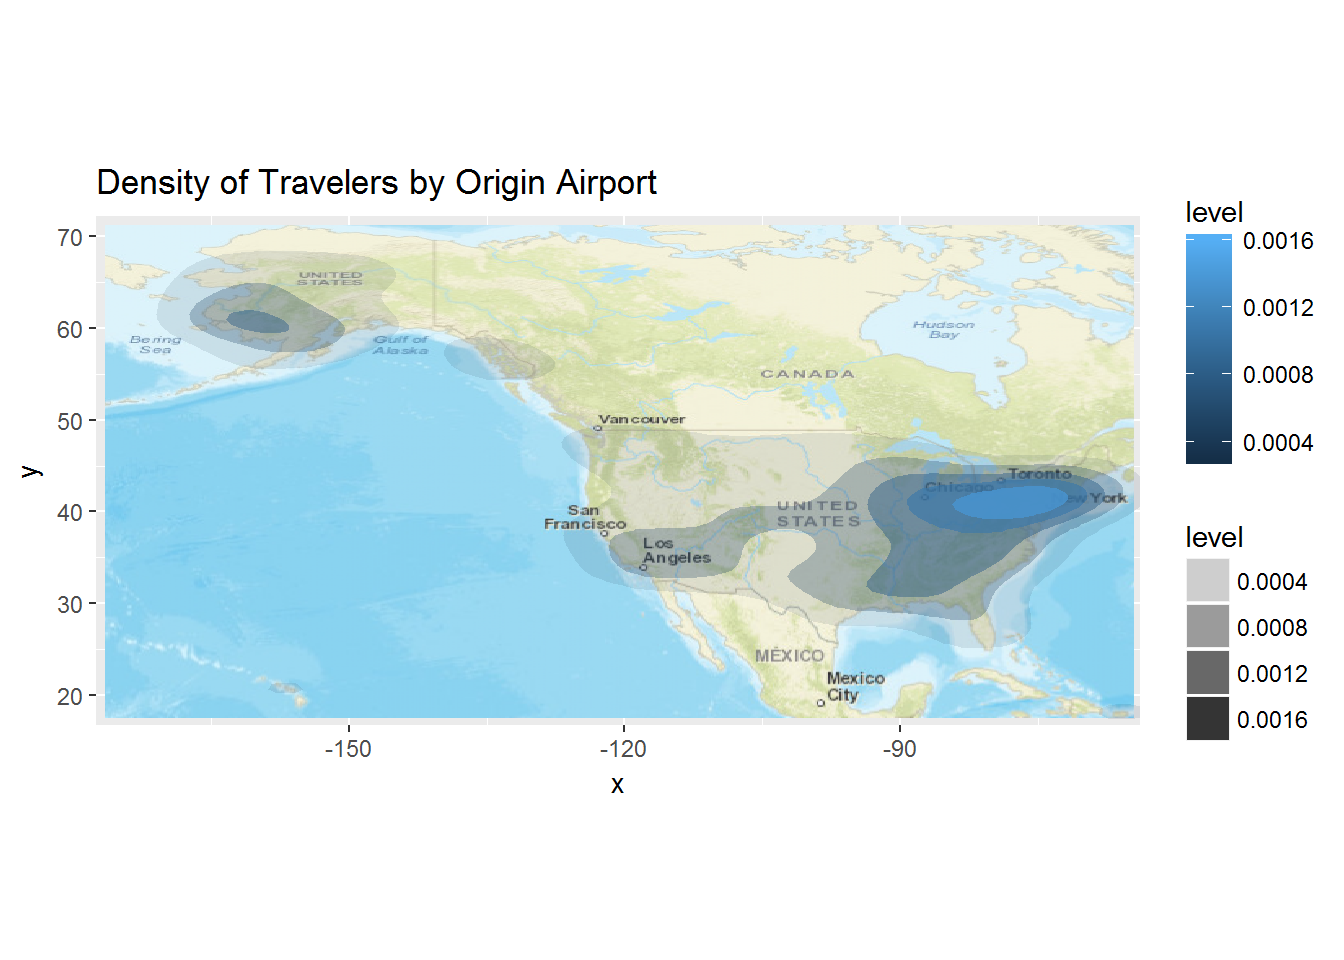 Density of Travelers by Origin Airport
level
0.0016
0.0012
0.0008
0.0004
level
0.0004
0.0008
0.0012
0.0016
70
60
50
40
30
20
y
UNITED
STATES
Bering
Sea
Gulf of
Alaska
Hudson
Bay
CANADA
Vancouver
Toronto
Chicago
ew York
San
Francisco
UNITED
STATES
Los
Angeles
MÉXICO
Mexico
City
-150
-120
-90
x